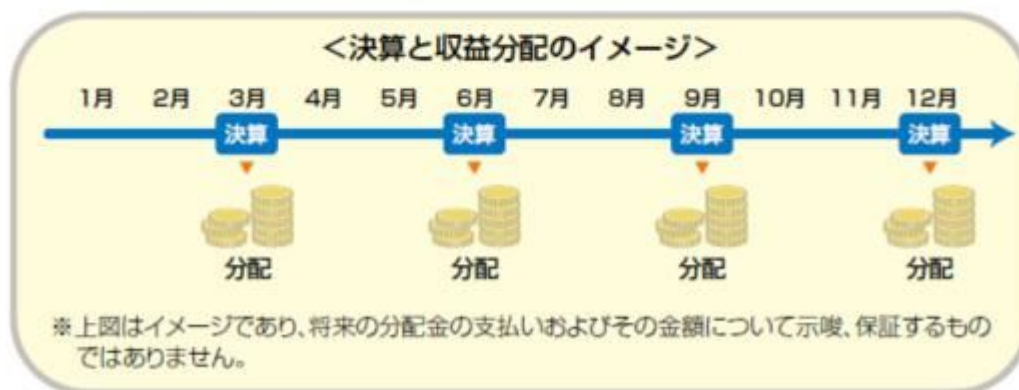 ＜決算と収益分配のイメージ＞
1月 2月 3月 4月 5月 6月 7月 8月 9月 10月 11月 12月
決算 決算 決算 決算
分配 分配 分配 分配
※上図はイメージであり、将来の分配金の支払いおよびその金額について示唆、保証するもの
ではありません。